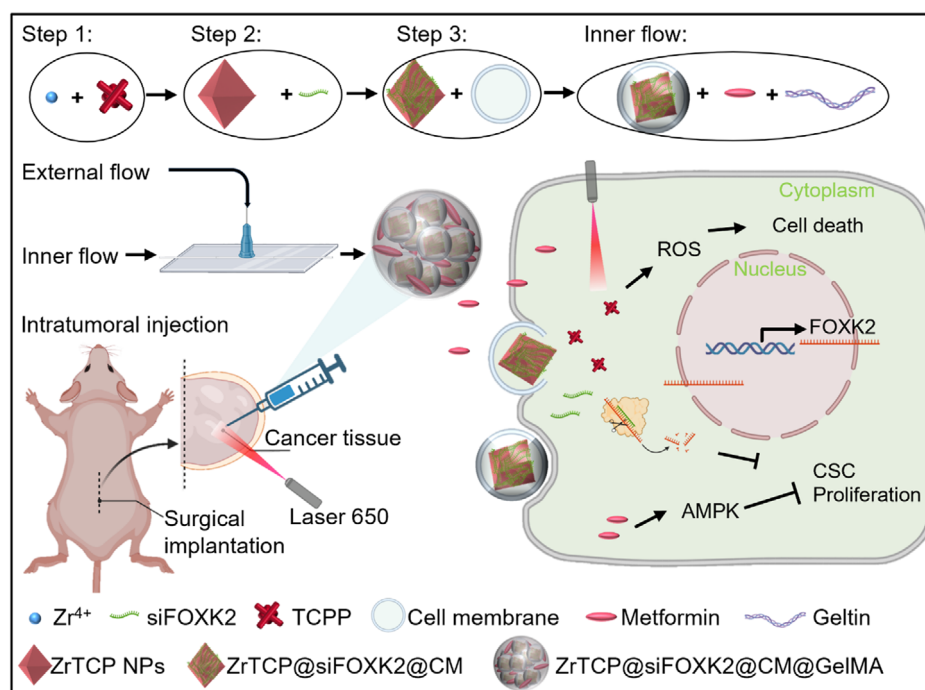 Step 1:
Step 2:
Step 3:
Inner flow:
External flow
Inner flow
Cytoplasm
Cell death
ROS
Nucleus
FOXK2
Intratumoral injection
Cancer tissue
Laser 650
Surgical
implantation
AMPK
CSC
Proliferation
Zr⁴⁺
siFOXK2
TCPP
Cell membrane
Metformin
Geltin
ZrTCP NPs
ZrTCP@siFOXK2@CM
ZrTCP@siFOXK2@CM@GelMA